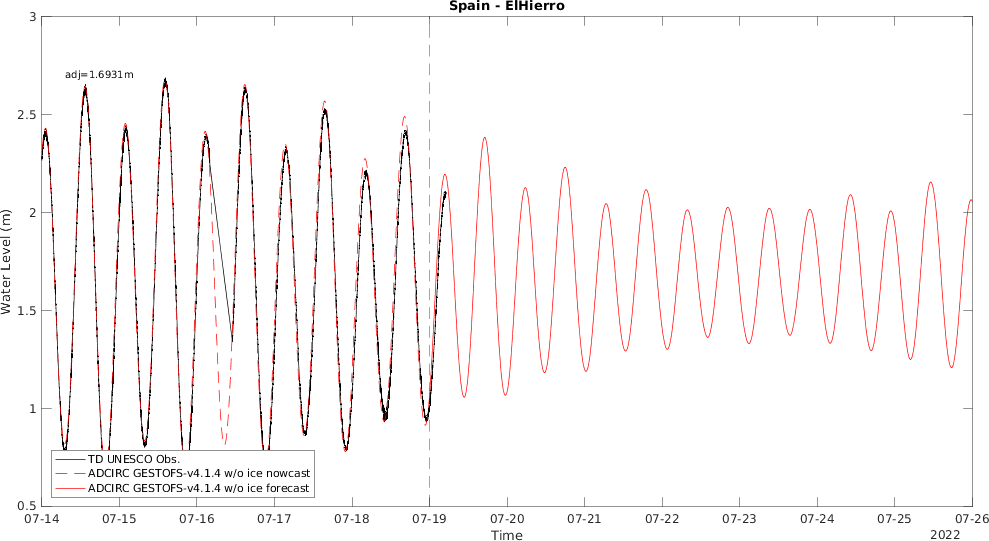 Spain - ElHierro
3
adj=1.6931m
2.5
2
Water Level (m)
1.5
1
0.5
TD UNESCO Obs.
ADCIRC GESTOFS-v4.1.4 w/o ice nowcast
ADCIRC GESTOFS-v4.1.4 w/o ice forecast
07-14 07-15 07-16 07-17 07-18 07-19 07-20 07-21 07-22 07-23 07-24 07-25 07-26
Time
2022